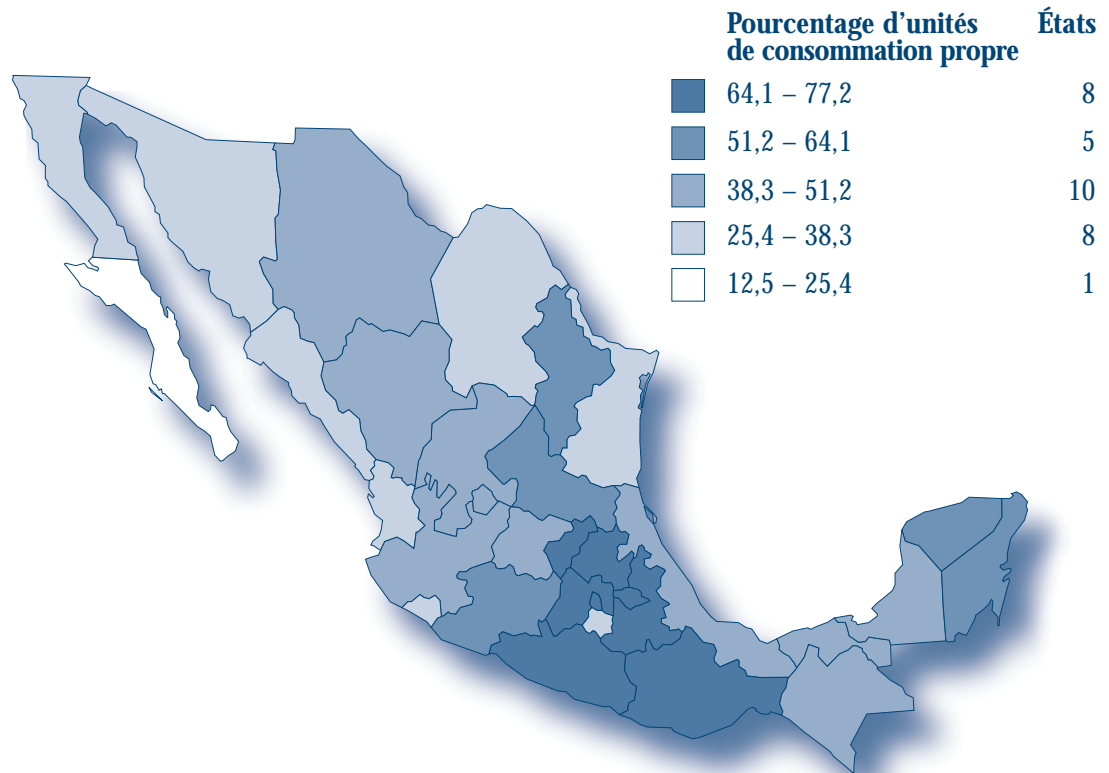 Pourcentage d’unités États
de consommation propre
64,1 – 77,2 8
51,2 – 64,1 5
38,3 – 51,2 10
25,4 – 38,3 8
12,5 – 25,4 1